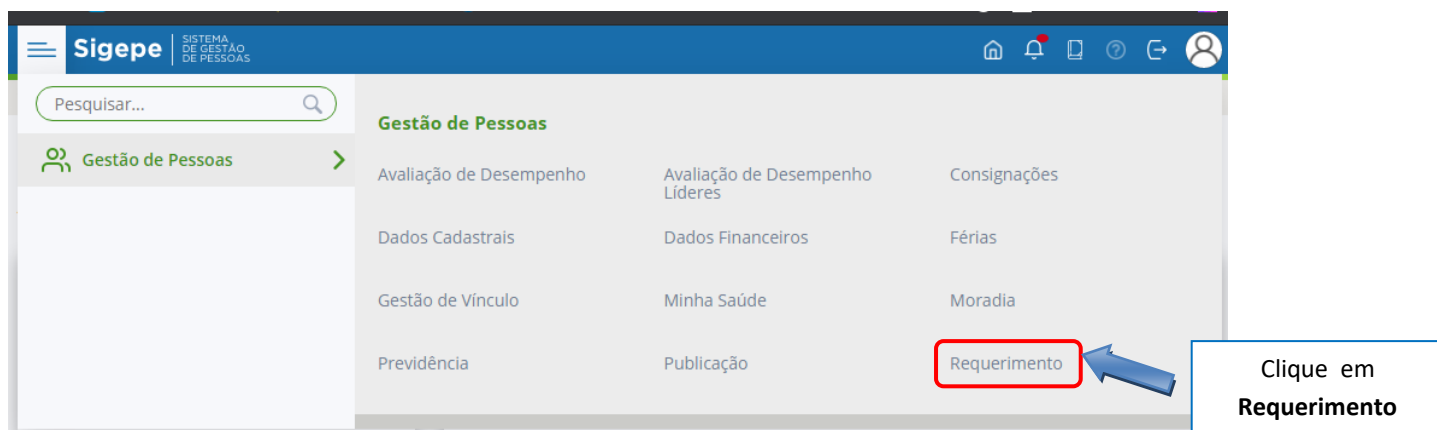 Sigepe
SISTEMA
DE GESTÃO
DE PESSOAS
Pesquisar...
Gestão de Pessoas
Gestão de Pessoas
Avaliação de Desempenho
Avaliação de Desempenho
Líderes
Consignações
Dados Cadastrais
Dados Financeiros
Férias
Gestão de Vínculo
Minha Saúde
Moradia
Previdência
Publicação
Requerimento
Clique em
Requerimento